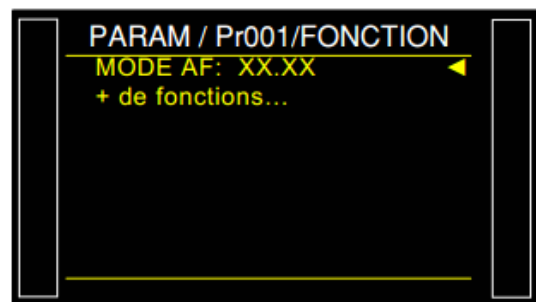 PARAM / Pr001/FONCTION
MODE AF: XX.XX ◄
+ de fonctions...